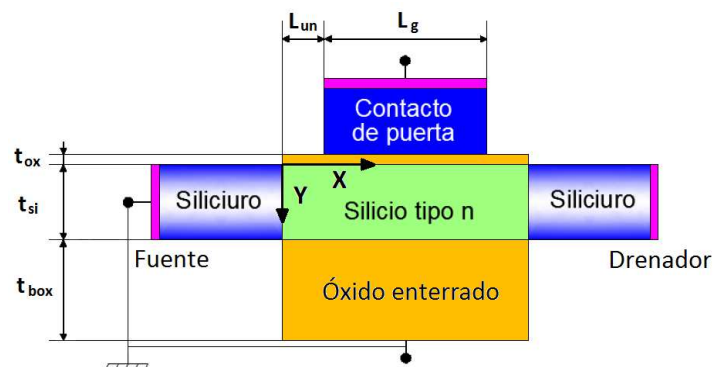 Lun
Lg
Contacto
de puerta
tox
X
tsi
Siliciuro
Y
Silicio tipo n
Siliciuro
Fuente
Drenador
tbox
Óxido enterrado